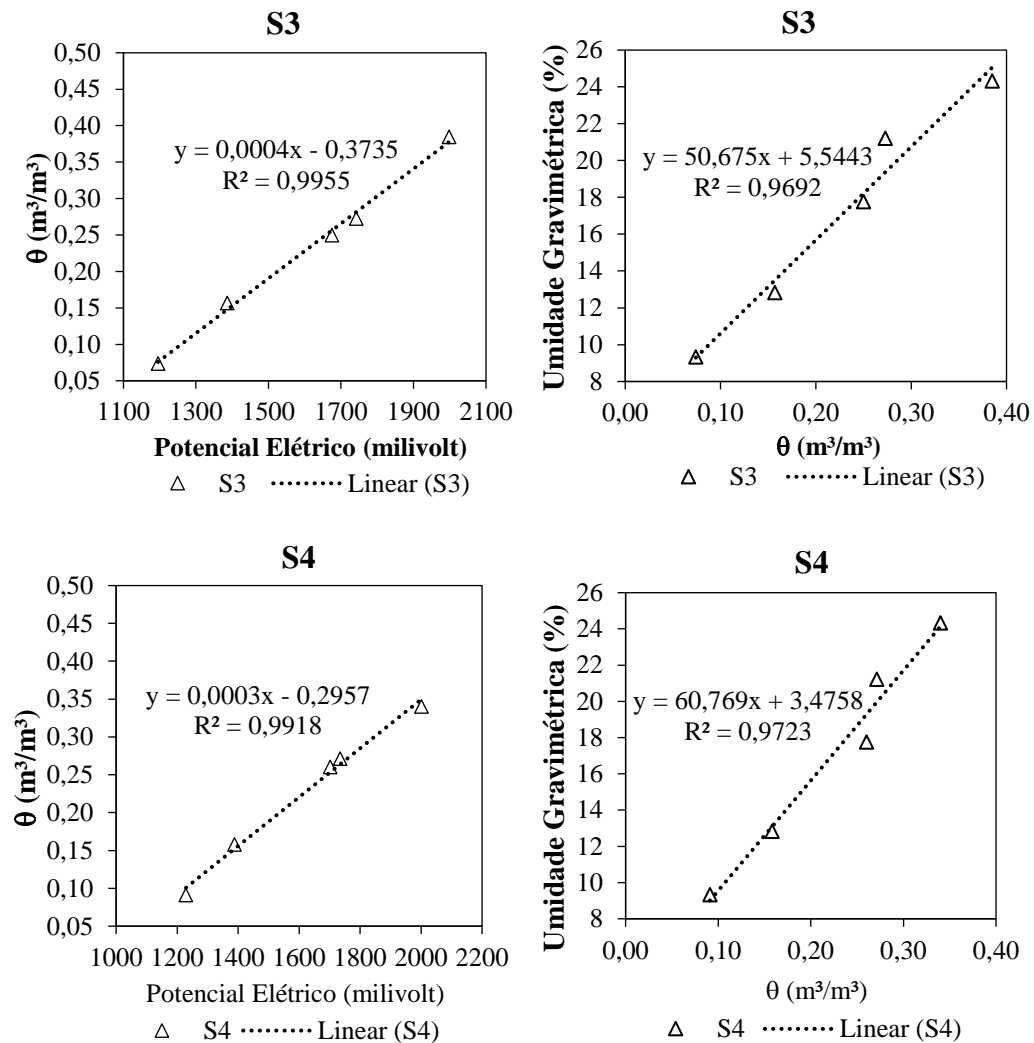 S3
0,50
0,45
0,40
0,35
0,30
0,25
0,20
0,15
0,10
0,05
θ (m³/m³)
y = 0,0004x - 0,3735
R² = 0,9955
1100 1300 1500 1700 1900 2100
Potencial Elétrico (milivolt)
S3 Linear (S3)
S3
26
24
22
20
18
16
14
12
10
8
Umidade Gravimétrica (%)
y = 50,675x + 5,5443
R² = 0,9692
0,00 0,10 0,20 0,30 0,40
θ (m³/m³)
S3 Linear (S3)
S4
0,50
0,45
0,40
0,35
0,30
0,25
0,20
0,15
0,10
0,05
θ (m³/m³)
y = 0,0003x - 0,2957
R² = 0,9918
1000 1200 1400 1600 1800 2000 2200
Potencial Elétrico (milivolt)
S4 Linear (S4)
S4
26
24
22
20
18
16
14
12
10
8
Umidade Gravimétrica (%)
y = 60,769x + 3,4758
R² = 0,9723
0,00 0,10 0,20 0,30 0,40
θ (m³/m³)
S4 Linear (S4)